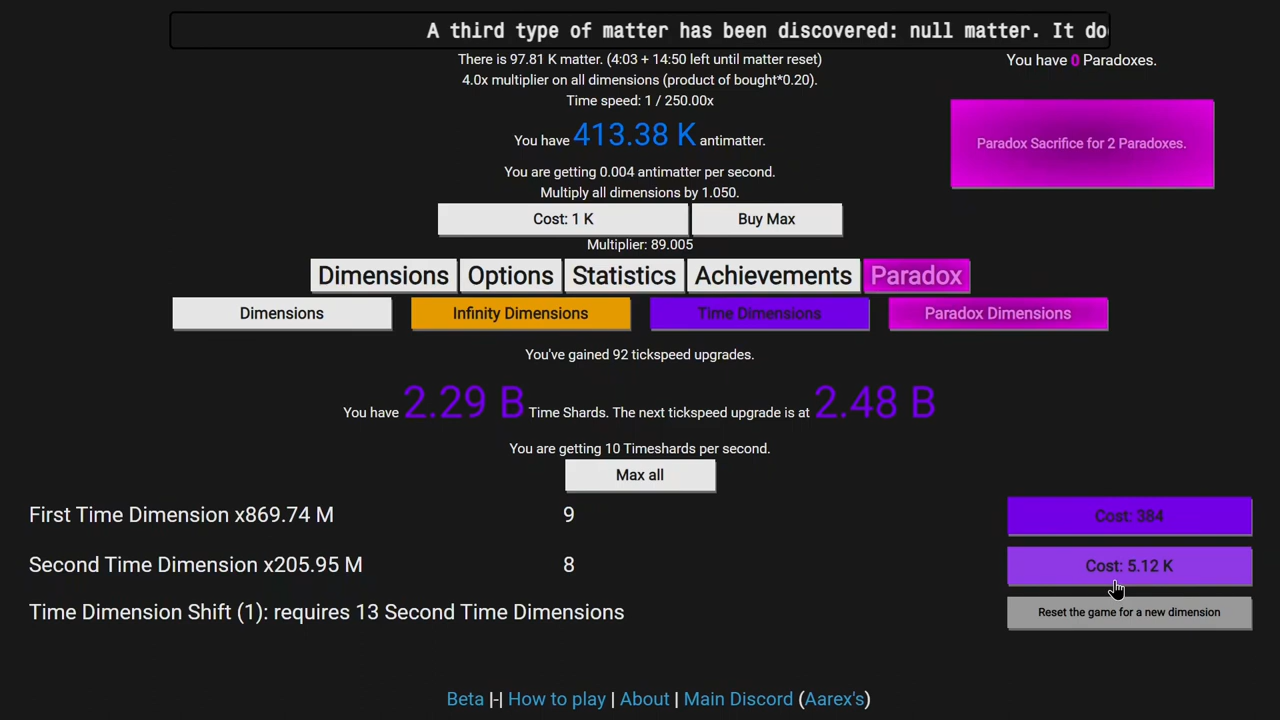 A third type of matter has been discovered: null matter. It do
There is 97.81 K matter. (4:03 + 14:50 left until matter reset)
You have 0 Paradoxes.
4.0x multiplier on all dimensions (product of bought*0.20).
Time speed: 1 / 250.00x
You have 413.38 K antimatter.
Paradox Sacrifice for 2 Paradoxes.
You are getting 0.004 antimatter per second.
Multiply all dimensions by 1.050.
Cost: 1 K Buy Max
Multiplier: 89.005
Dimensions Options Statistics Achievements Paradox
Dimensions Infinity Dimensions Time Dimensions Paradox Dimensions
You've gained 92 tickspeed upgrades.
You have 2.29 B Time Shards. The next tickspeed upgrade is at 2.48 B
You are getting 10 Timeshards per second.
Max all
First Time Dimension x869.74 M 9 Cost: 384
Second Time Dimension x205.95 M 8 Cost: 5.12 K
Time Dimension Shift (1): requires 13 Second Time Dimensions Reset the game for a new dimension
Beta |-| How to play | About | Main Discord (Aarex's)